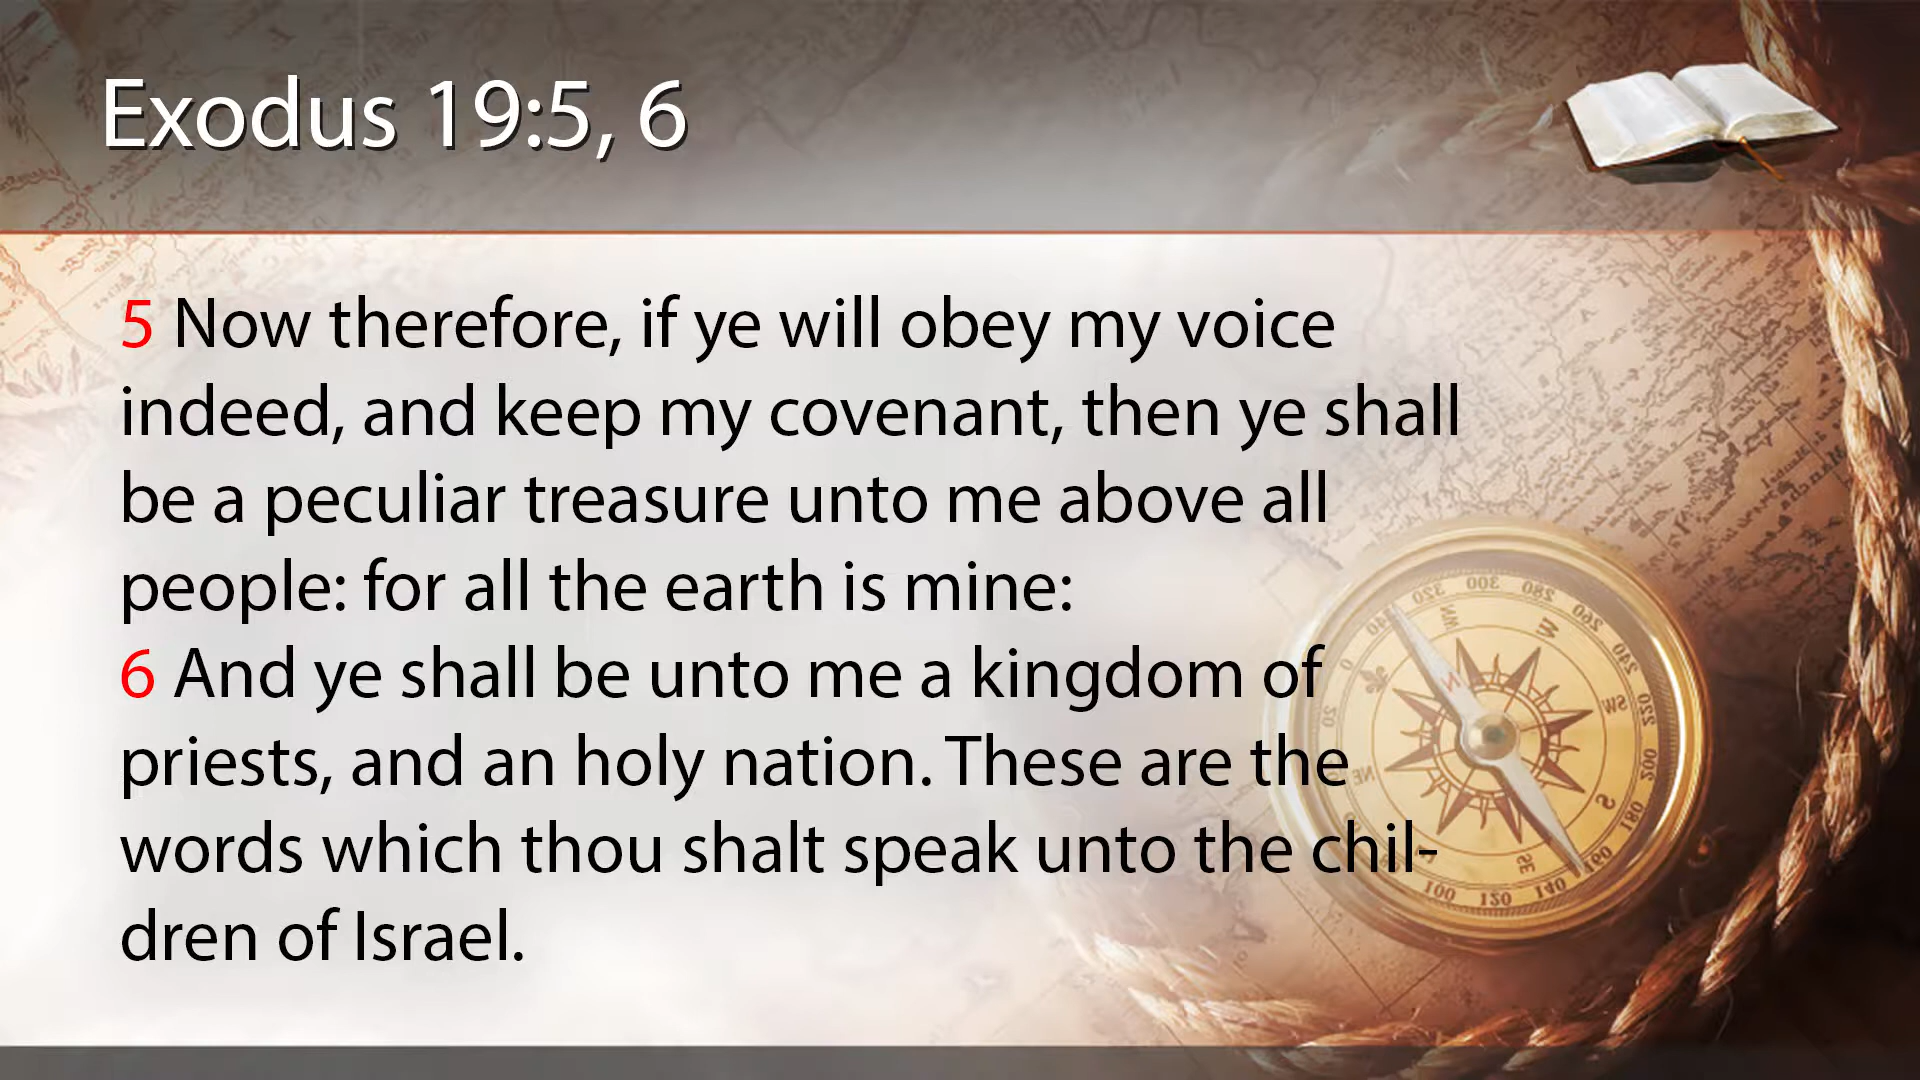 Exodus 19:5, 6
5 Now therefore, if ye will obey my voice
indeed, and keep my covenant, then ye shall
be a peculiar treasure unto me above all
people: for all the earth is mine:
6 And ye shall be unto me a kingdom of
priests, and an holy nation. These are the
words which thou shalt speak unto the chil-
dren of Israel.